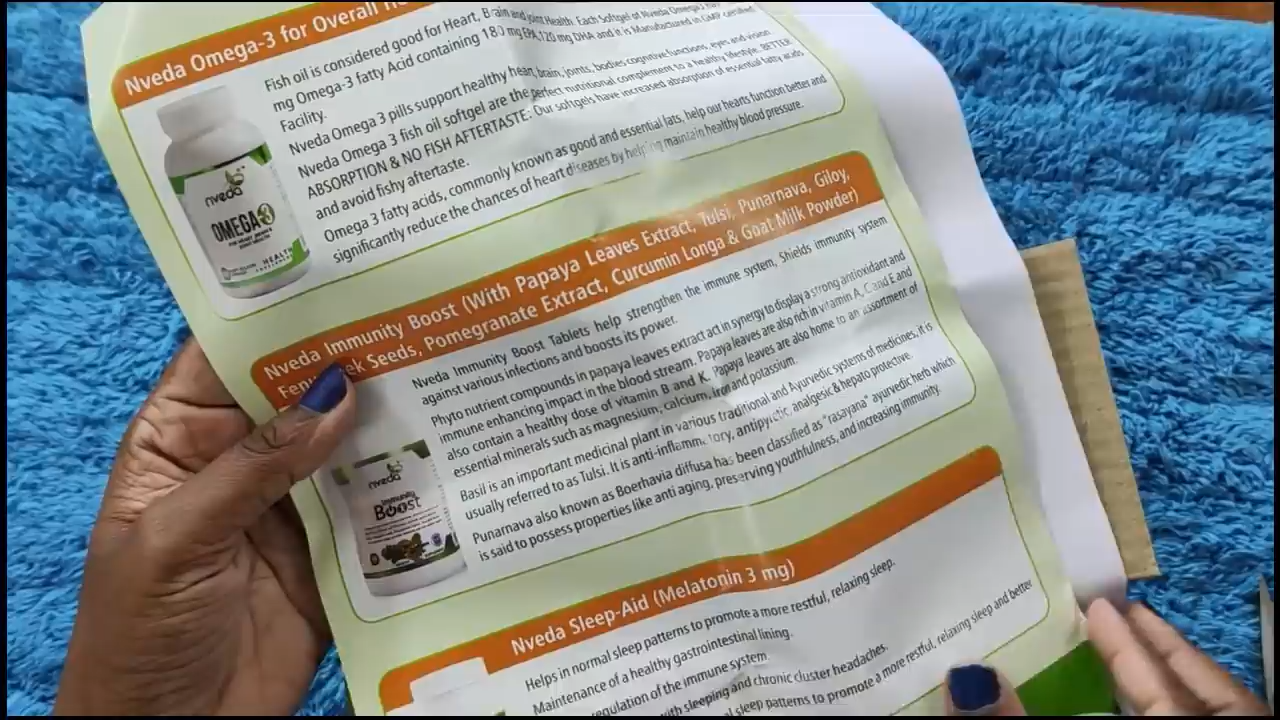 Nveda Omega-3 for Overall
Fish oil is considered good for Heart, Brain and Joint Health. Each Softgel of Nveda Omega3
mg Omega-3 fatty Acid containing 180 mg EPA,120 mg DHA and it is Manufactured in GMP certified
Facility.
Nveda Omega 3 pills support healthy heart, brain, joints, bodies cognitive functions, eyes and vision.
Nveda Omega 3 fish oil softgel are the perfect nutritional complement to a healthy lifestyle. BETTER
ABSORPTION & NO FISH AFTERTASTE: Our softgels have increased absorption of essential fatty acids
and avoid fishy aftertaste.
Omega 3 fatty acids, commonly known as good and essential fats, help our hearts function better and
significantly reduce the chances of heart diseases by helping maintain healthy blood pressure.
nveda
OMEGA 3
FOR HEART, BRAIN &
JOINT HEALTH
HEALTH
Nveda Immunity Boost (With Papaya Leaves Extract, Tulsi, Punarnava, Giloy,
Seeds, Pomegranate Extract, Curcumin Longa & Goat Milk Powder)
Nveda Immunity Boost Tablets help strengthen the immune system, Shields immunity system
against various infections and boosts its power.
Phyto nutrient compounds in papaya leaves extract act in synergy to display a strong antioxidant and
immune enhancing impact in the blood stream. Papaya leaves are also rich in vitamin A, C and E and
also contain a healthy dose of vitamin B and K. Papaya leaves are also home to an assortment of
essential minerals such as magnesium, calcium, iron and potassium.
Basil is an important medicinal plant in various traditional and Ayurvedic systems of medicines, it is
usually referred to as Tulsi. It is anti-inflammatory, antipyretic, analgesic & hepato protective.
Punarnava also known as Boerhavia diffusa has been classified as "rasayana" ayurvedic herb which
is said to possess properties like anti aging, preserving youthfulness, and increasing immunity.
nveda
Immunity
Boost
Nveda Sleep-Aid (Melatonin 3 mg)
Helps in normal sleep patterns to promote a more restful, relaxing sleep.
Maintenance of a healthy gastrointestinal lining.
regulation of the immune system.
with sleeping and chronic cluster headaches.
sleep patterns to promote a more restful, relaxing sleep and better